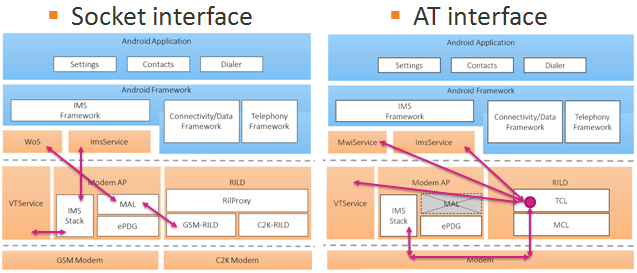 Socket interface
Android Application
Settings
Contacts
Dialer
Android Framework
IMS
Framework
Connectivity/Data
Framework
Telephony
Framework
WoS
ImsService
VTService
Modem AP
IMS
Stack
MAL
ePDG
RILD
RilProxy
GSM-RILD
C2K-RILD
GSM Modem
C2K Modem
AT interface
Android Application
Settings
Contacts
Dialer
Android Framework
IMS
Framework
Connectivity/Data
Framework
Telephony
Framework
MwiService
ImsService
VTService
Modem AP
IMS
Stack
MAL
ePDG
RILD
TCL
MCL
Modem